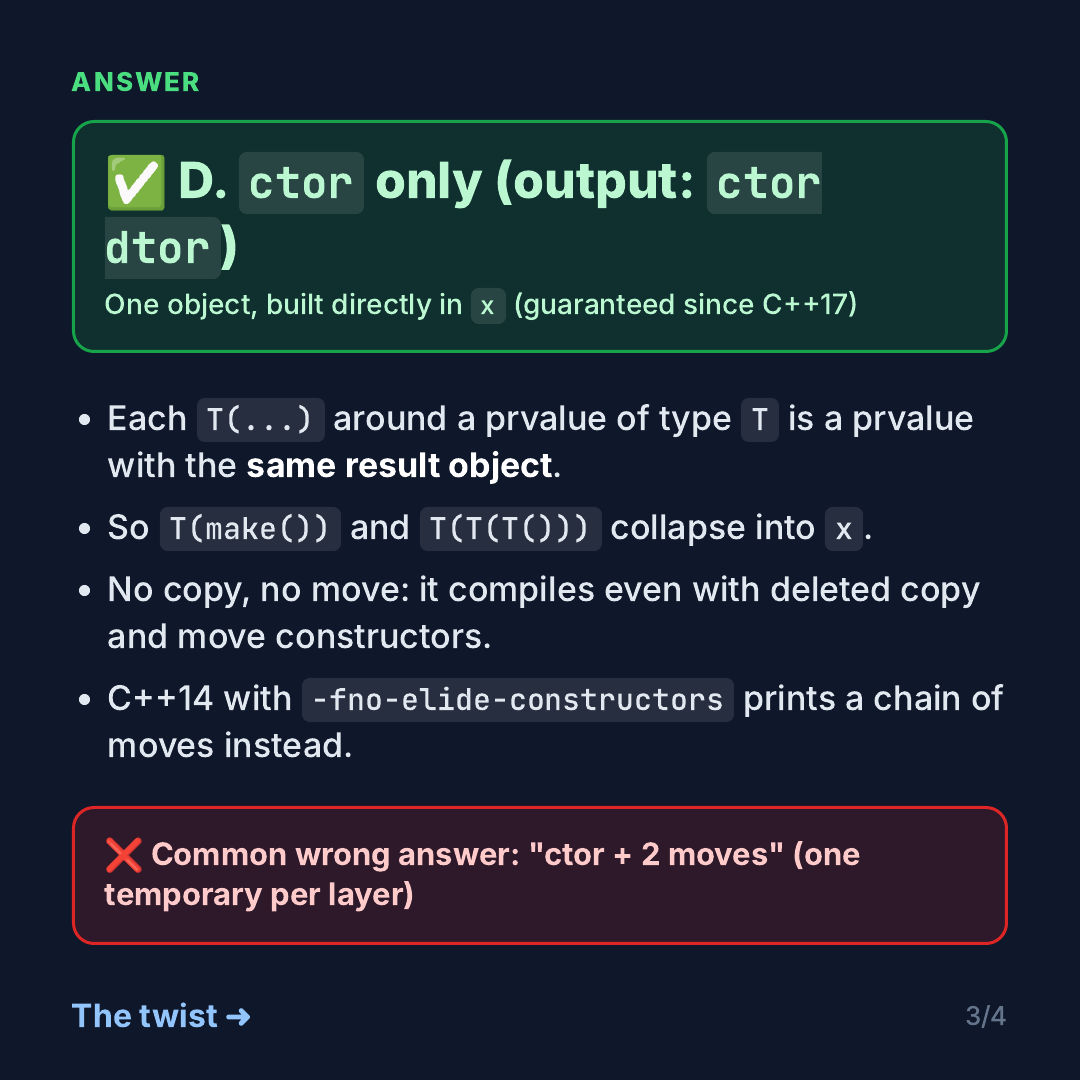 ANSWER
✅ D. ctor only (output: ctor
dtor)
One object, built directly in x (guaranteed since C++17)
• Each T(...) around a prvalue of type T is a prvalue
with the same result object.
• So T(make()) and T(T(T())) collapse into x.
• No copy, no move: it compiles even with deleted copy
and move constructors.
• C++14 with -fno-elide-constructors prints a chain of
moves instead.
❌ Common wrong answer: "ctor + 2 moves" (one
temporary per layer)
The twist ➜
3/4